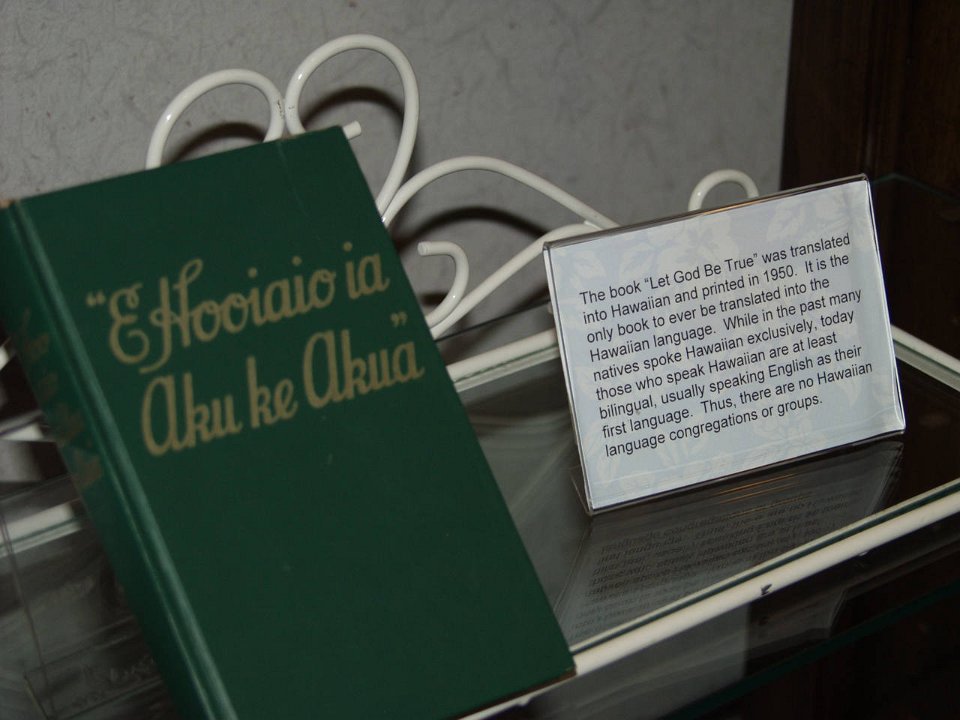 "E Hooiaio ia
Aku ke Akua"
The book "Let God Be True" was translated
into Hawaiian and printed in 1950. It is the
only book to ever be translated into the
Hawaiian language. While in the past many
natives spoke Hawaiian exclusively, today
those who speak Hawaiian are at least
bilingual, usually speaking English as their
first language. Thus, there are no Hawaiian
language congregations or groups.